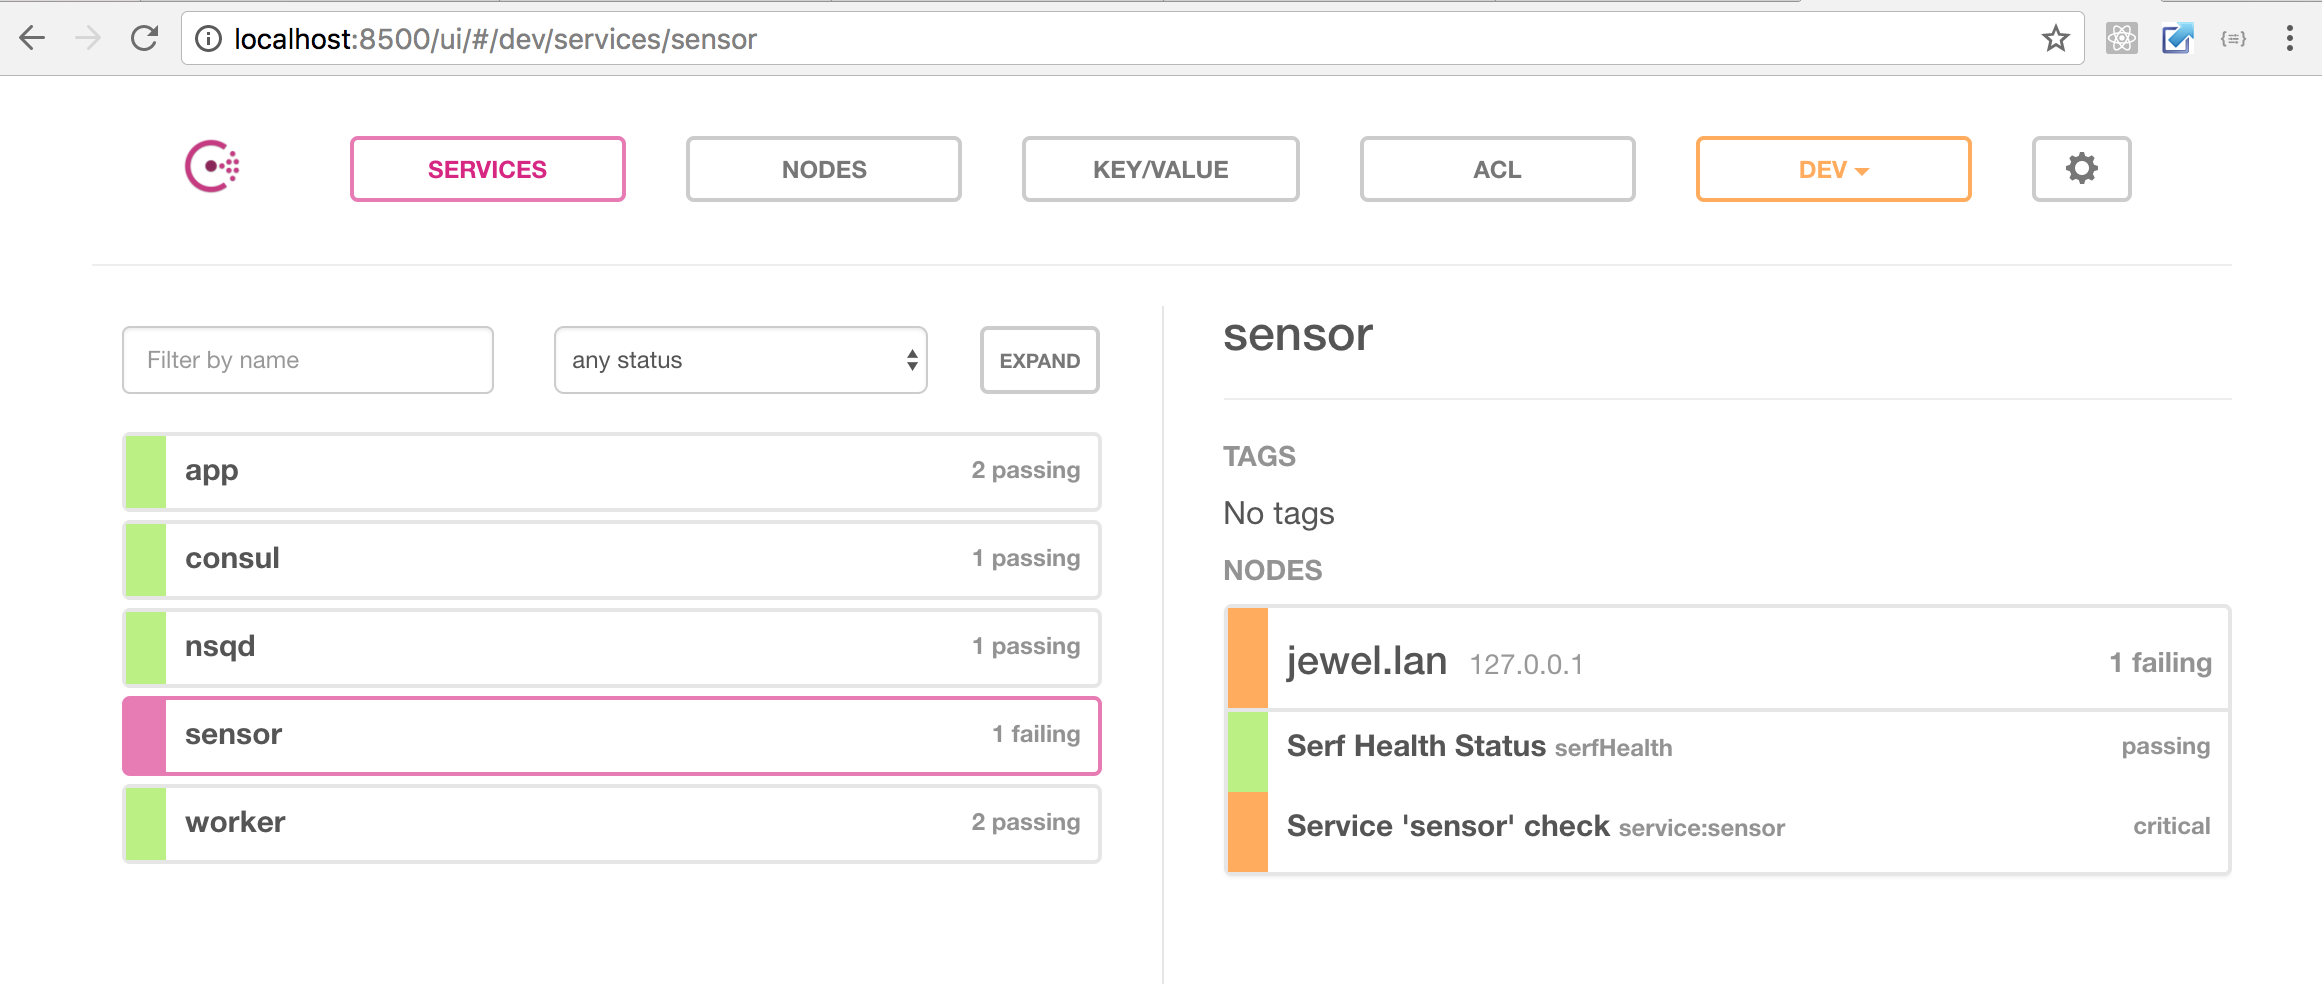 localhost:8500/ui/#/dev/services/sensor
SERVICES NODES KEY/VALUE ACL DEV
Filter by name any status EXPAND
app 2 passing
consul 1 passing
nsqd 1 passing
sensor 1 failing
worker 2 passing
sensor
TAGS
No tags
NODES
jewel.lan 127.0.0.1 1 failing
Serf Health Status serfHealth passing
Service 'sensor' check service:sensor critical